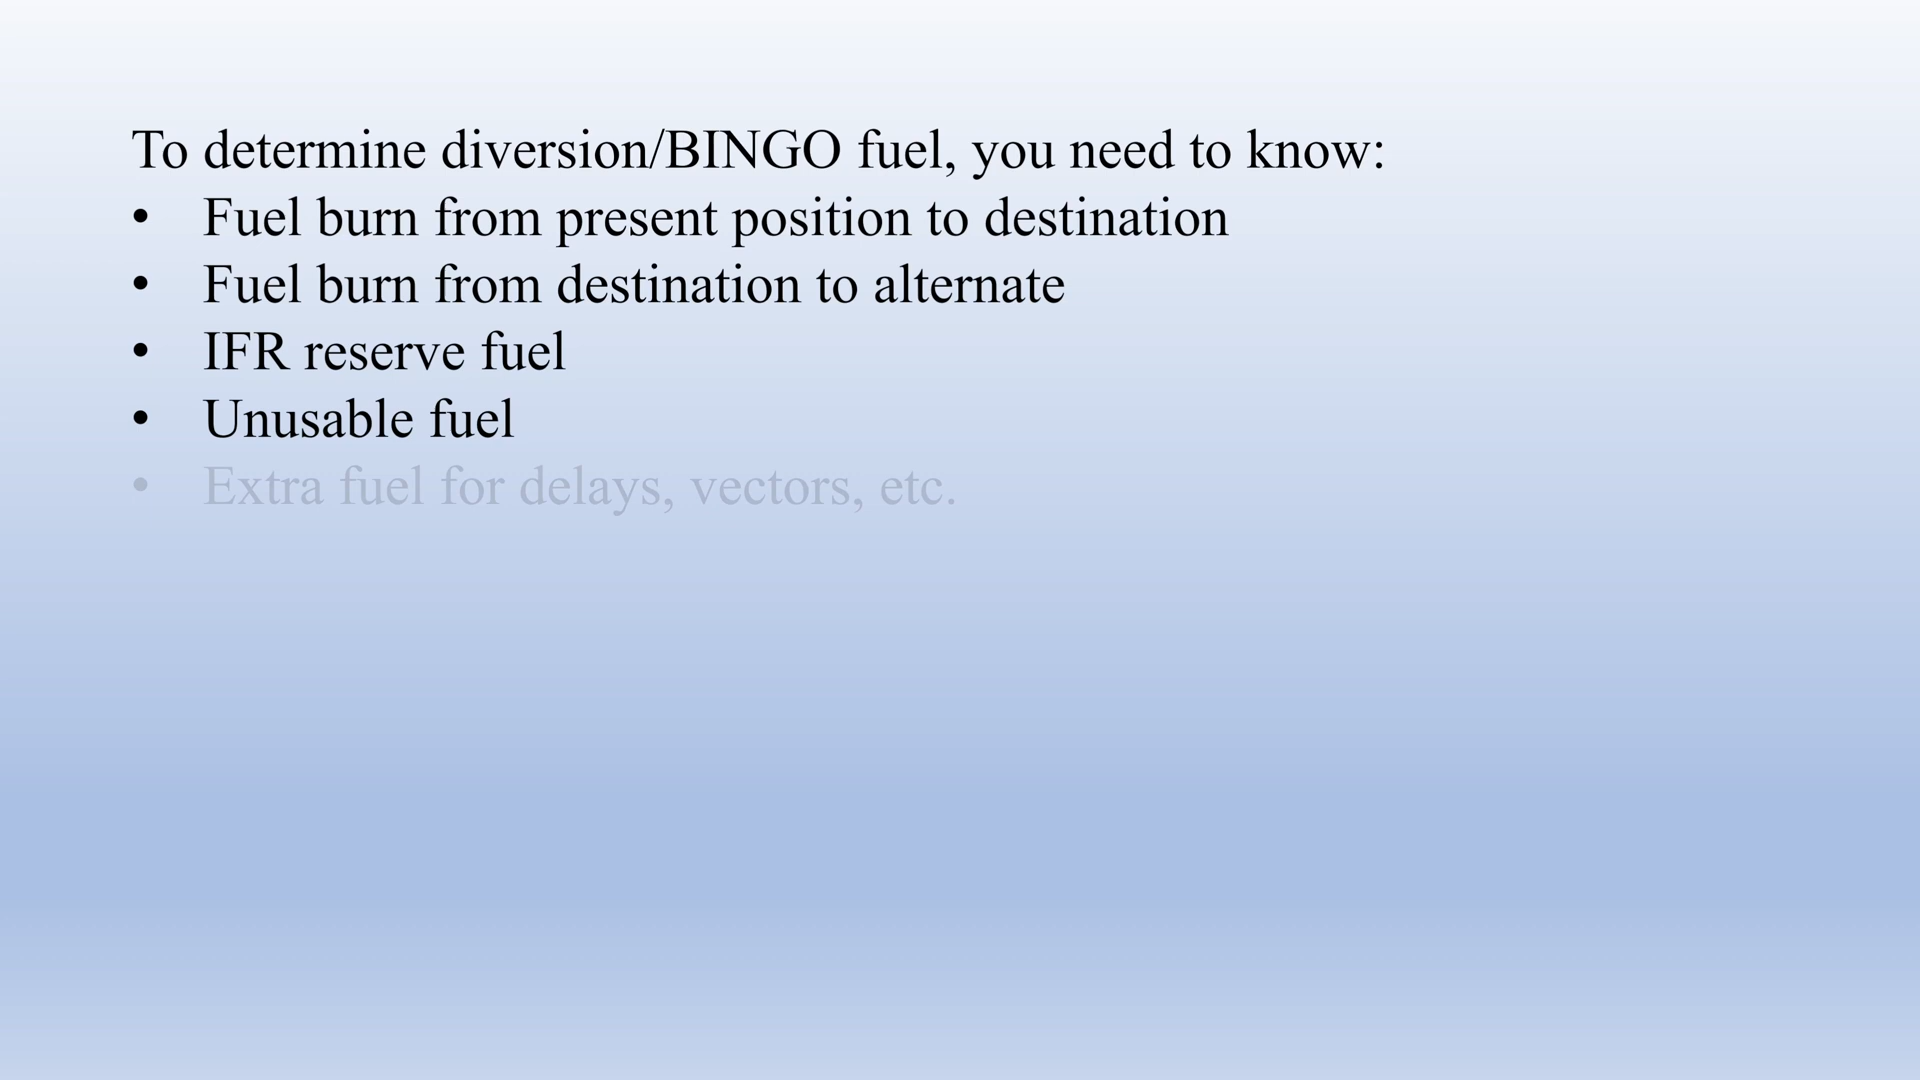 To determine diversion/BINGO fuel, you need to know:
• Fuel burn from present position to destination
• Fuel burn from destination to alternate
• IFR reserve fuel
• Unusable fuel
• Extra fuel for delays, vectors, etc.